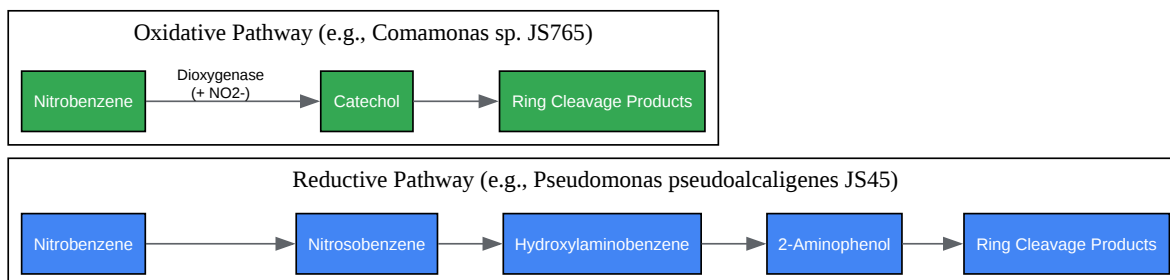 Oxidative Pathway (e.g., Comamonas sp. JS765)
Nitrobenzene
Dioxygenase
(+ NO2-)
Catechol
Ring Cleavage Products
Reductive Pathway (e.g., Pseudomonas pseudoalcaligenes JS45)
Nitrobenzene
Nitrosobenzene
Hydroxylaminobenzene
2-Aminophenol
Ring Cleavage Products